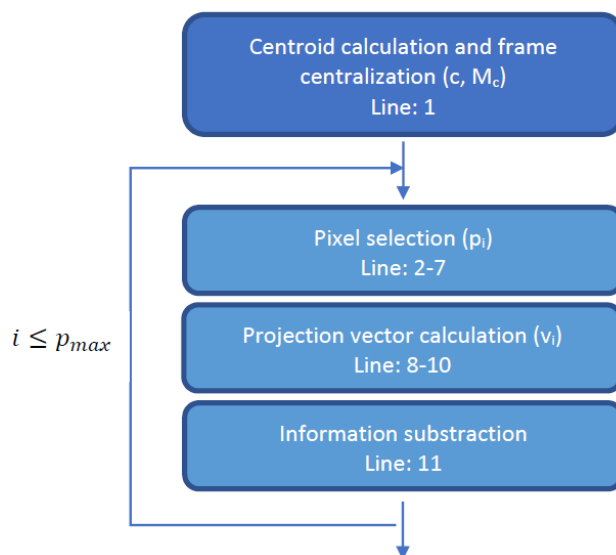 Centroid calculation and frame
centralization (c, M꜀)
Line: 1
Pixel selection (pᵢ)
Line: 2-7
i ≤ pₘₐₓ
Projection vector calculation (vᵢ)
Line: 8-10
Information substraction
Line: 11